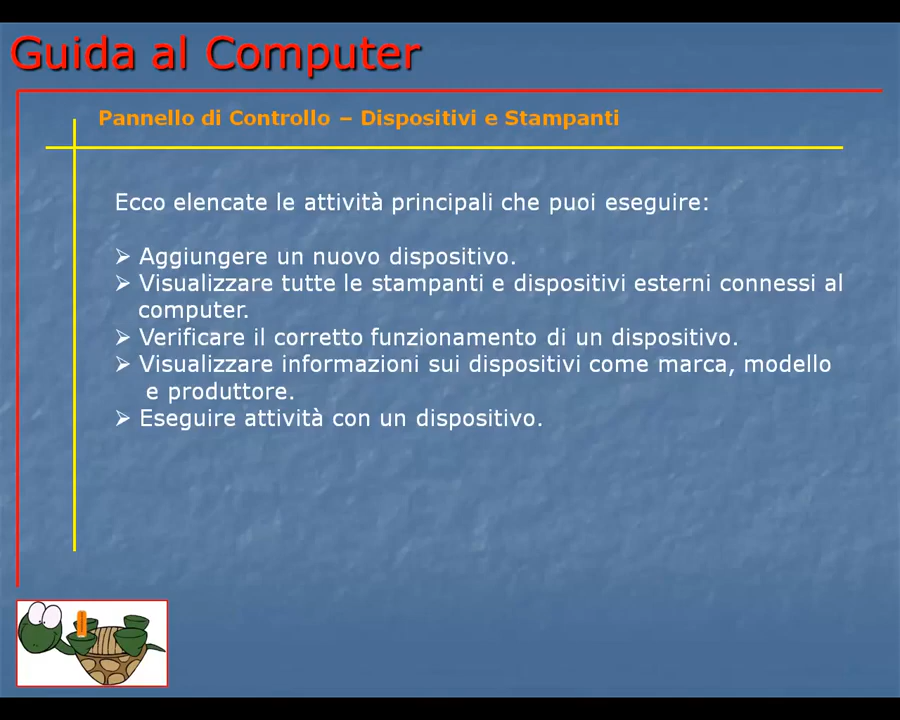 Guida al Computer
Pannello di Controllo – Dispositivi e Stampanti
Ecco elencate le attività principali che puoi eseguire:
➢ Aggiungere un nuovo dispositivo.
➢ Visualizzare tutte le stampanti e dispositivi esterni connessi al
computer.
➢ Verificare il corretto funzionamento di un dispositivo.
➢ Visualizzare informazioni sui dispositivi come marca, modello
e produttore.
➢ Eseguire attività con un dispositivo.